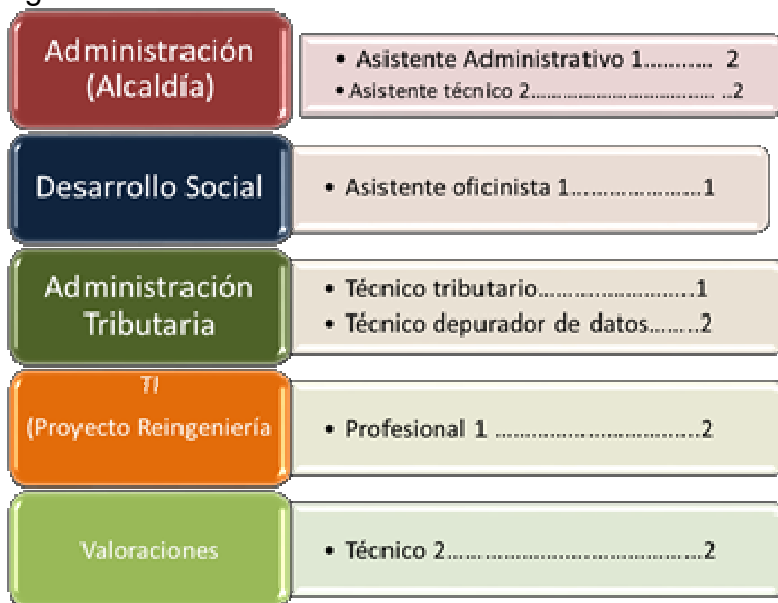 Administración
(Alcaldía)
• Asistente Administrativo 1........... 2
• Asistente técnico 2..................................... ..2
Desarrollo Social
• Asistente oficinista 1......................1
Administración
Tributaria
• Técnico tributario..........................1
• Técnico depurador de datos........2
TI
(Proyecto Reingeniería
• Profesional 1 ..................................2
Valoraciones
• Técnico 2..........................................2